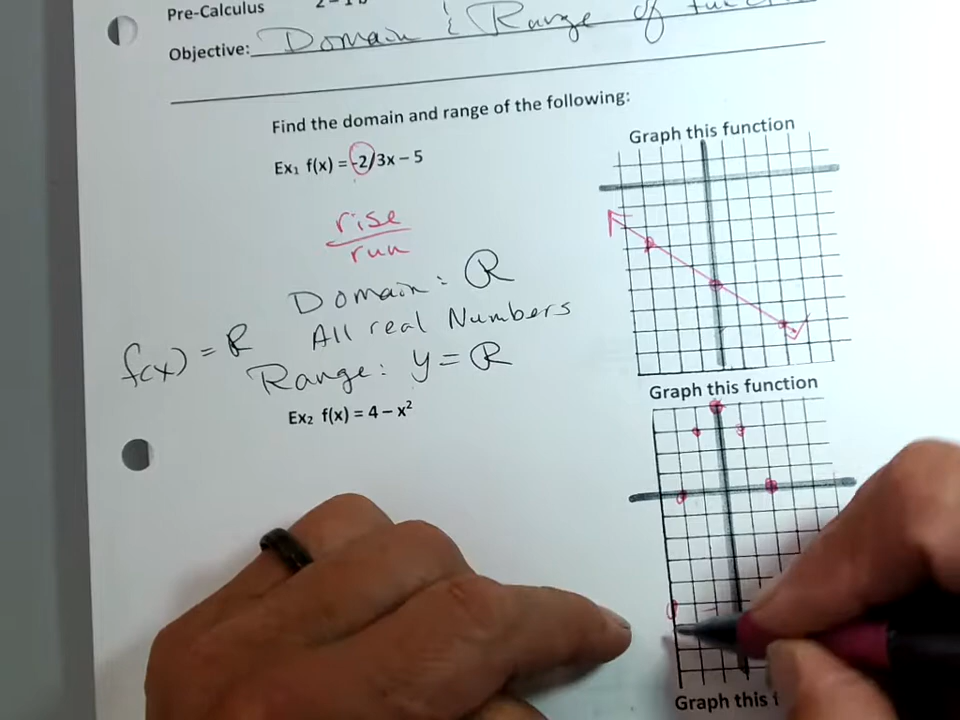 Pre-Calculus
Objective: Domain & Range of
Find the domain and range of the following:
Graph this function
Ex1 f(x) = -2/3x – 5
rise
run
Domain: ℝ
All real Numbers
f(x) = ℝ
Range: y = ℝ
Graph this function
Ex2 f(x) = 4 – x²
Graph this f